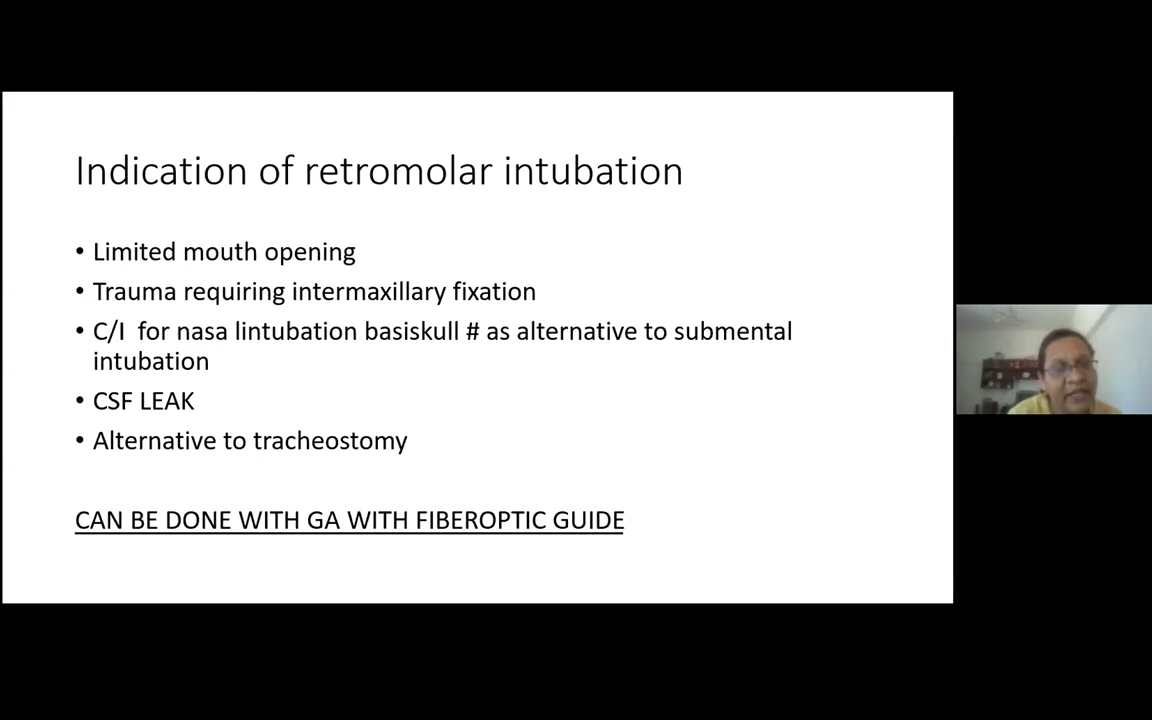 Indication of retromolar intubation
• Limited mouth opening
• Trauma requiring intermaxillary fixation
• C/I for nasa lintubation basiskull # as alternative to submental
intubation
• CSF LEAK
• Alternative to tracheostomy
CAN BE DONE WITH GA WITH FIBEROPTIC GUIDE